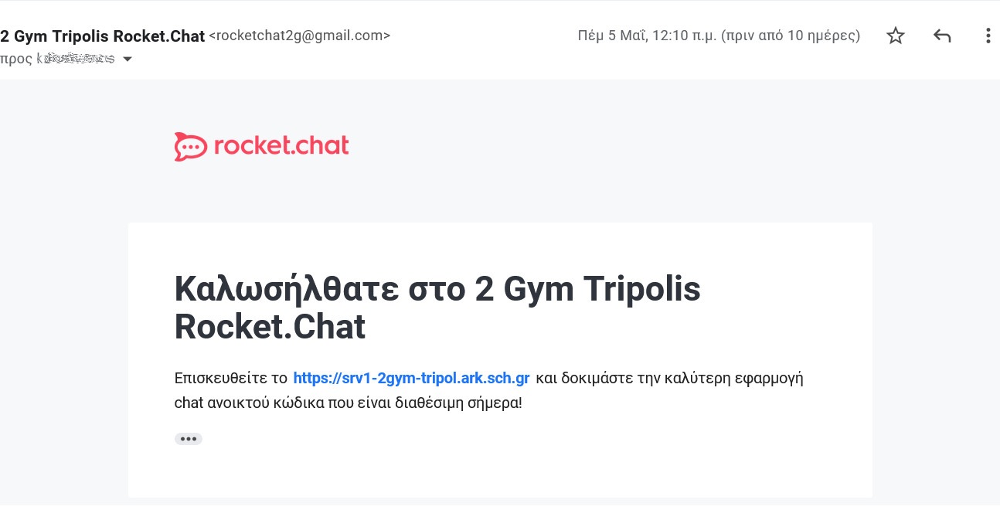 2 Gym Tripolis Rocket.Chat <rocketchat2g@gmail.com> Πέμ 5 Μαΐ, 12:10 π.μ. (πριν από 10 ημέρες)
προς
rocket.chat
Καλωσήλθατε στο 2 Gym Tripolis
Rocket.Chat
Επισκευθείτε το https://srv1-2gym-tripol.ark.sch.gr και δοκιμάστε την καλύτερη εφαρμογή
chat ανοικτού κώδικα που είναι διαθέσιμη σήμερα!